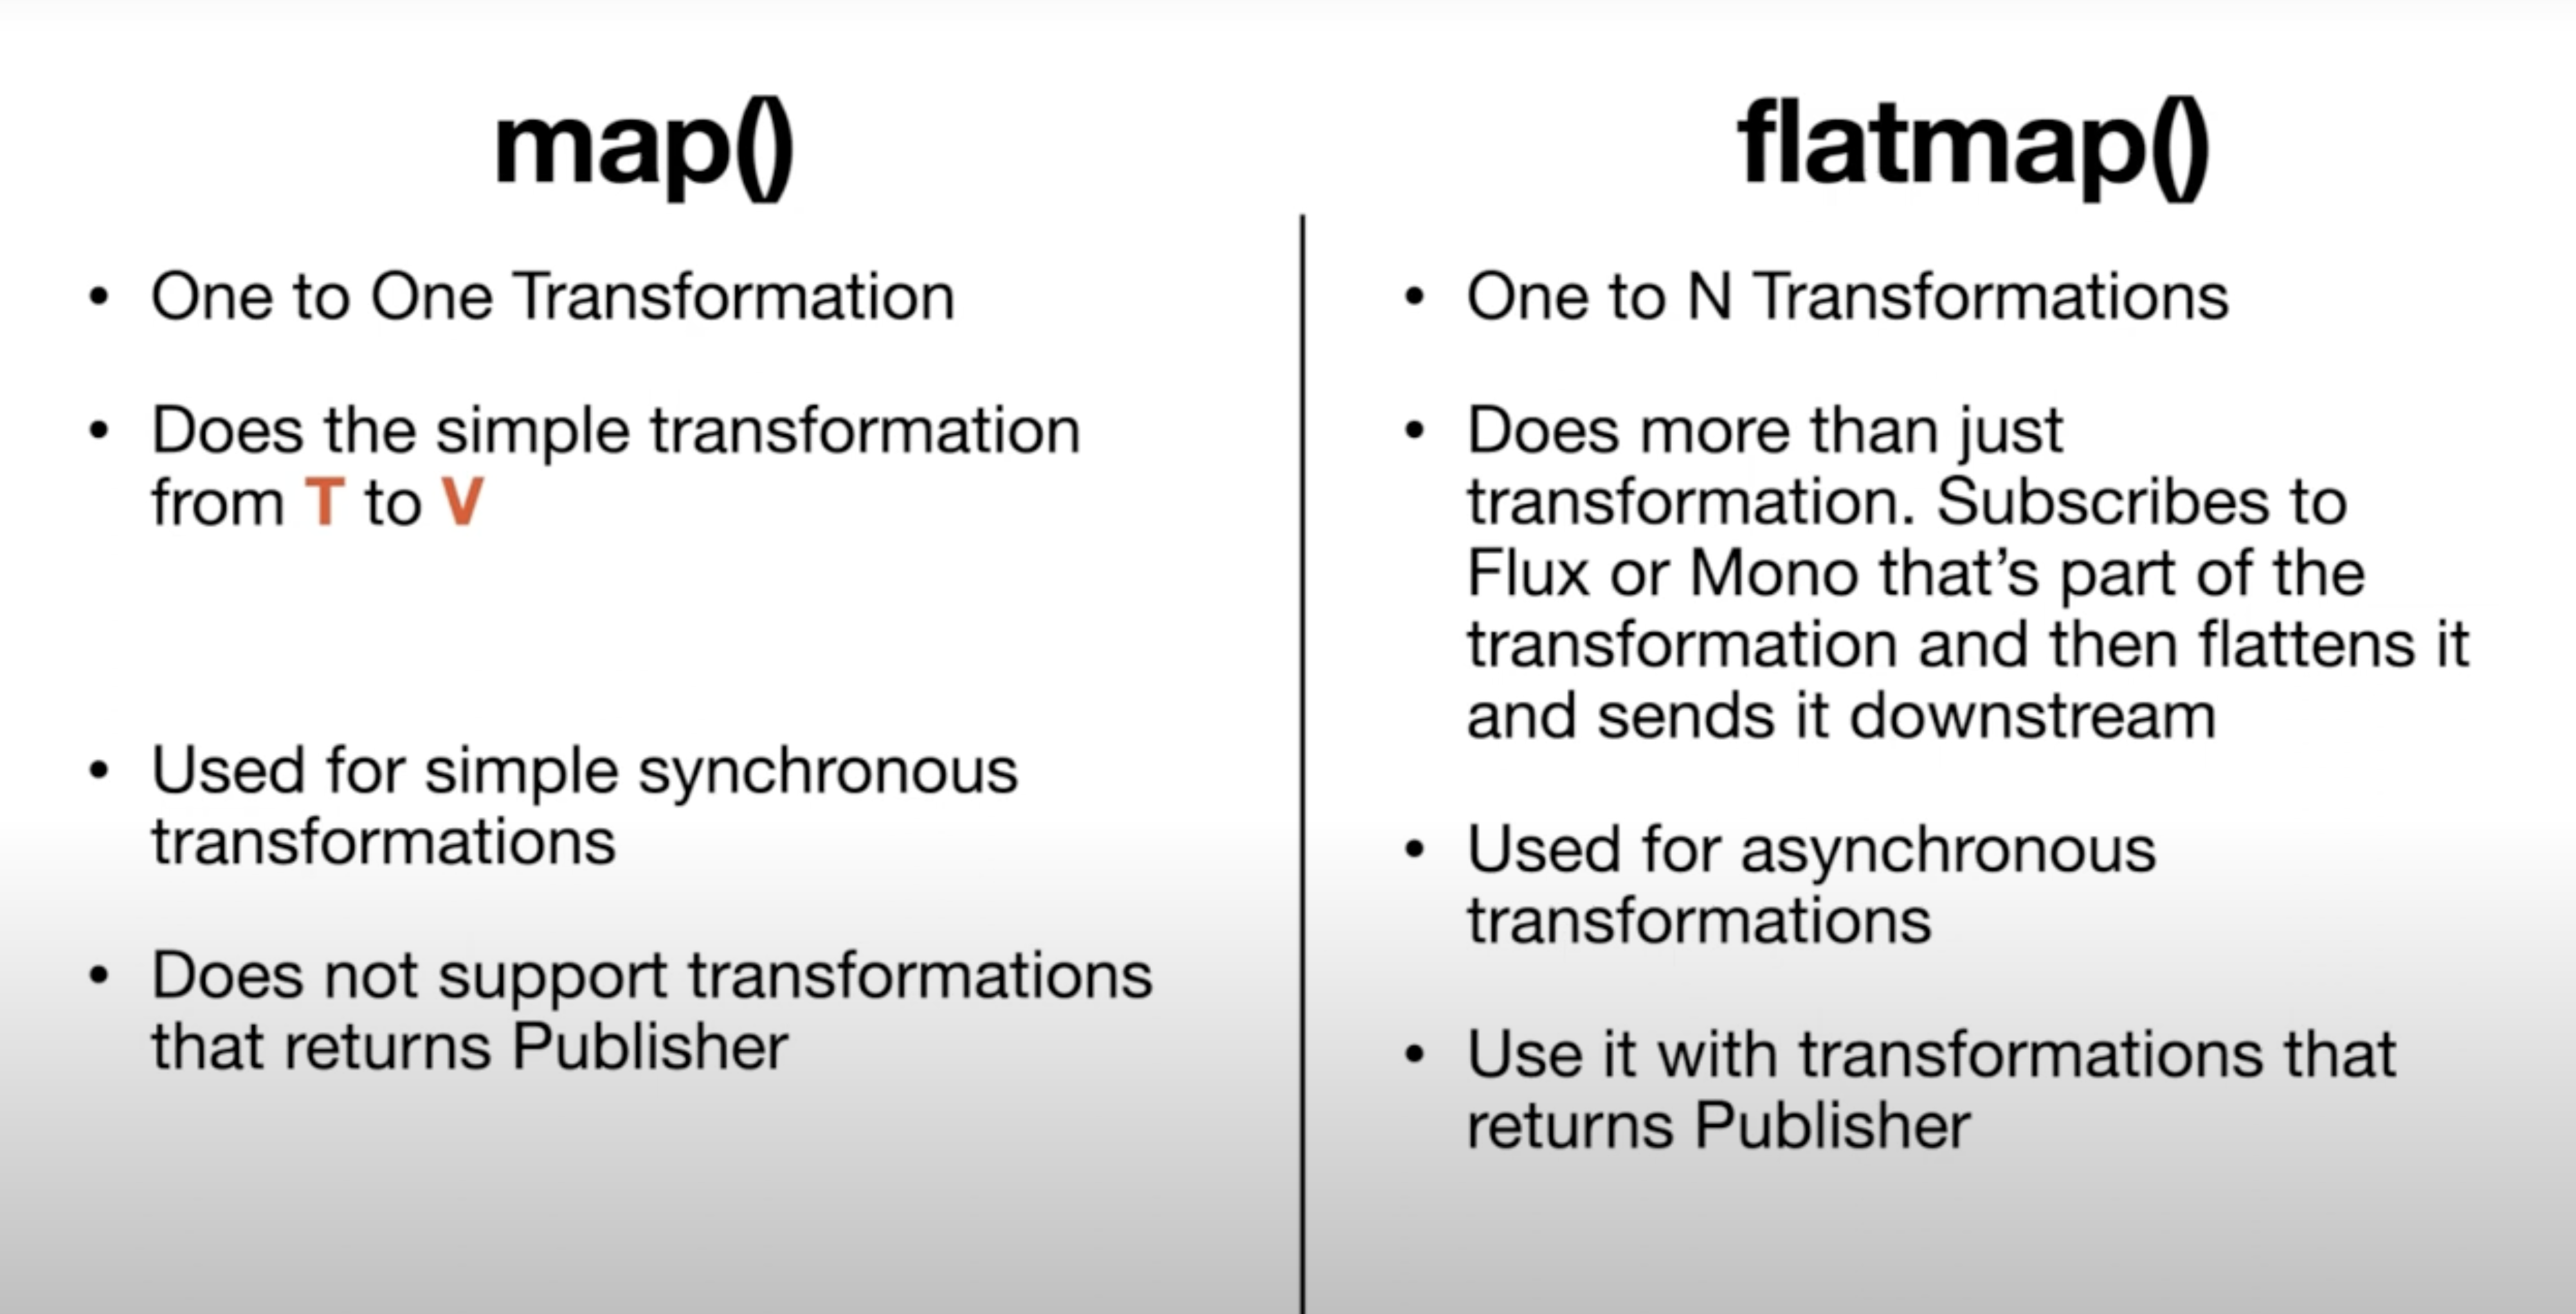 map()
• One to One Transformation
• Does the simple transformation
from T to V
• Used for simple synchronous
transformations
• Does not support transformations
that returns Publisher
flatmap()
• One to N Transformations
• Does more than just
transformation. Subscribes to
Flux or Mono that’s part of the
transformation and then flattens it
and sends it downstream
• Used for asynchronous
transformations
• Use it with transformations that
returns Publisher